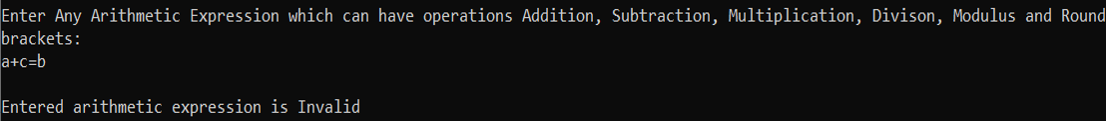 Enter Any Arithmetic Expression which can have operations Addition, Subtraction, Multiplication, Divison, Modulus and Round
brackets:
a+c=b
Entered arithmetic expression is Invalid